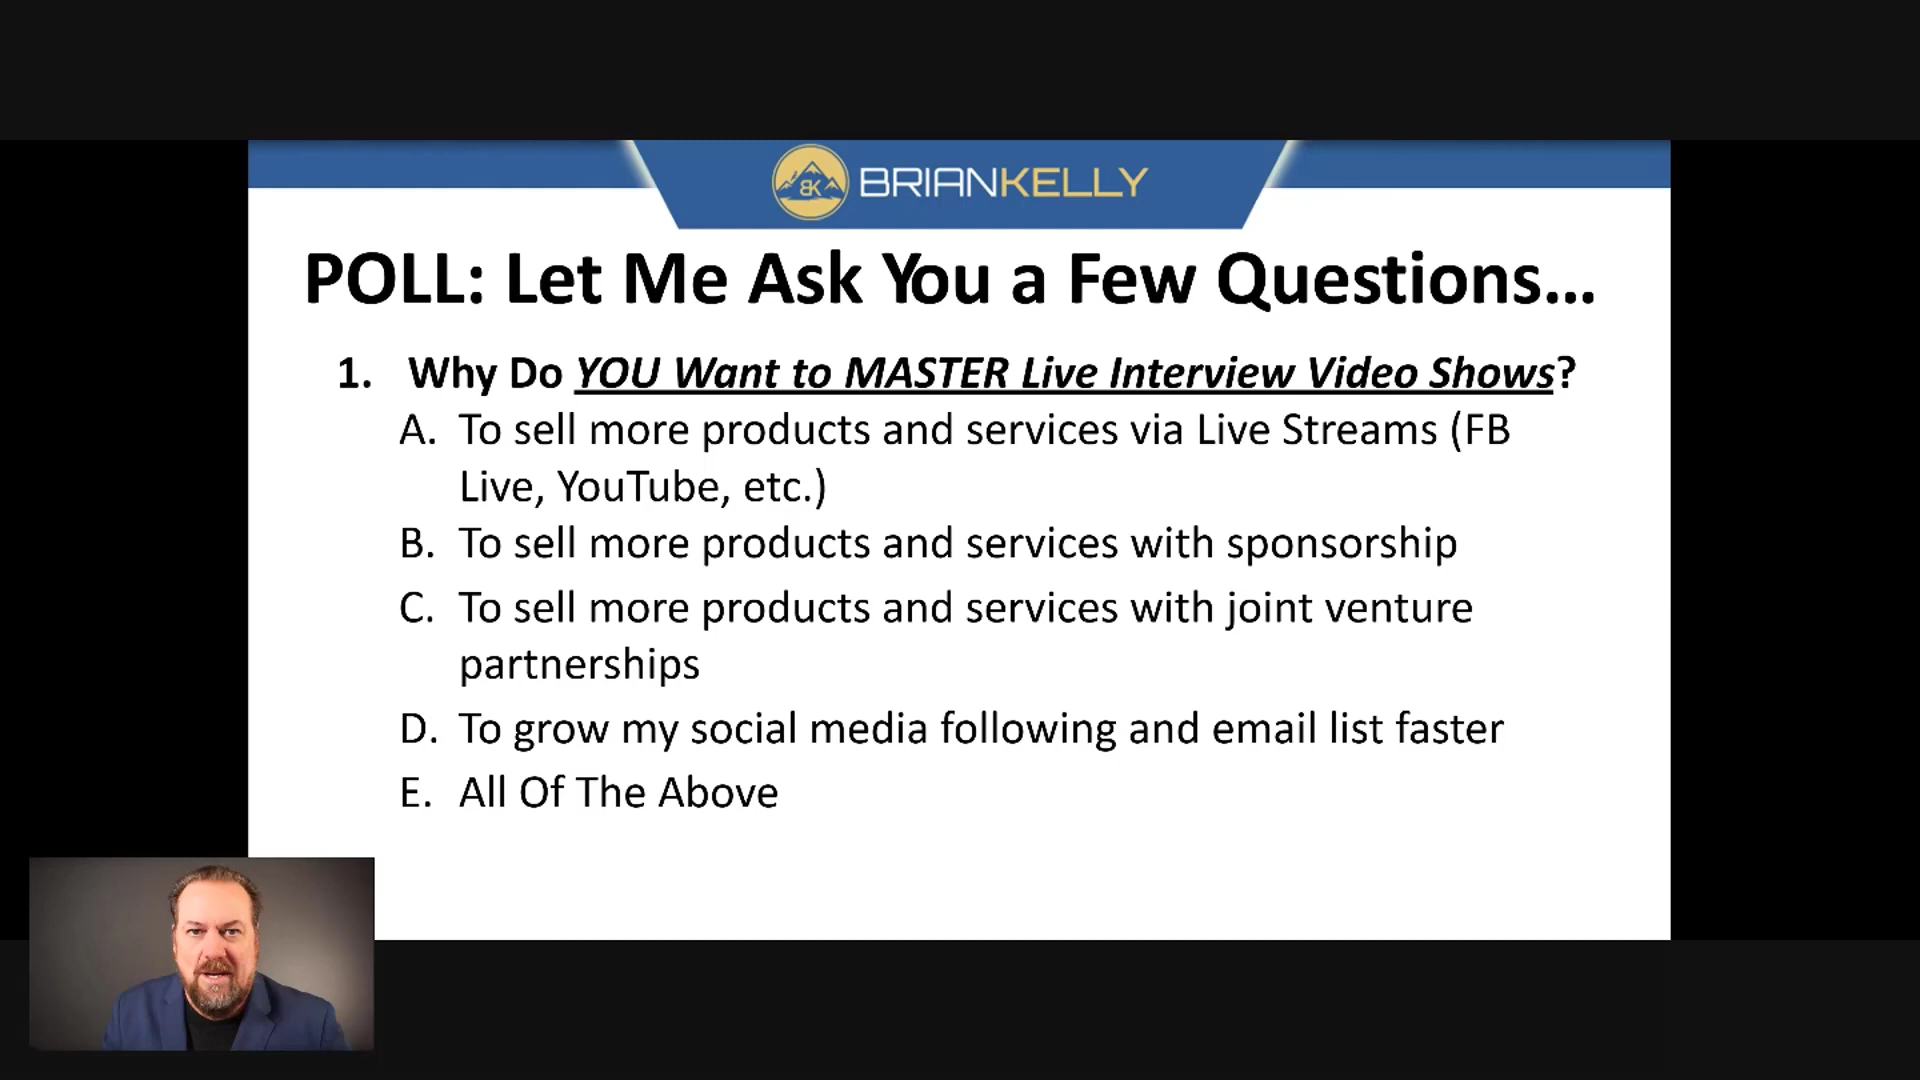 BK BRIANKELLY
POLL: Let Me Ask You a Few Questions...
1. Why Do YOU Want to MASTER Live Interview Video Shows?
A. To sell more products and services via Live Streams (FB
Live, YouTube, etc.)
B. To sell more products and services with sponsorship
C. To sell more products and services with joint venture
partnerships
D. To grow my social media following and email list faster
E. All Of The Above